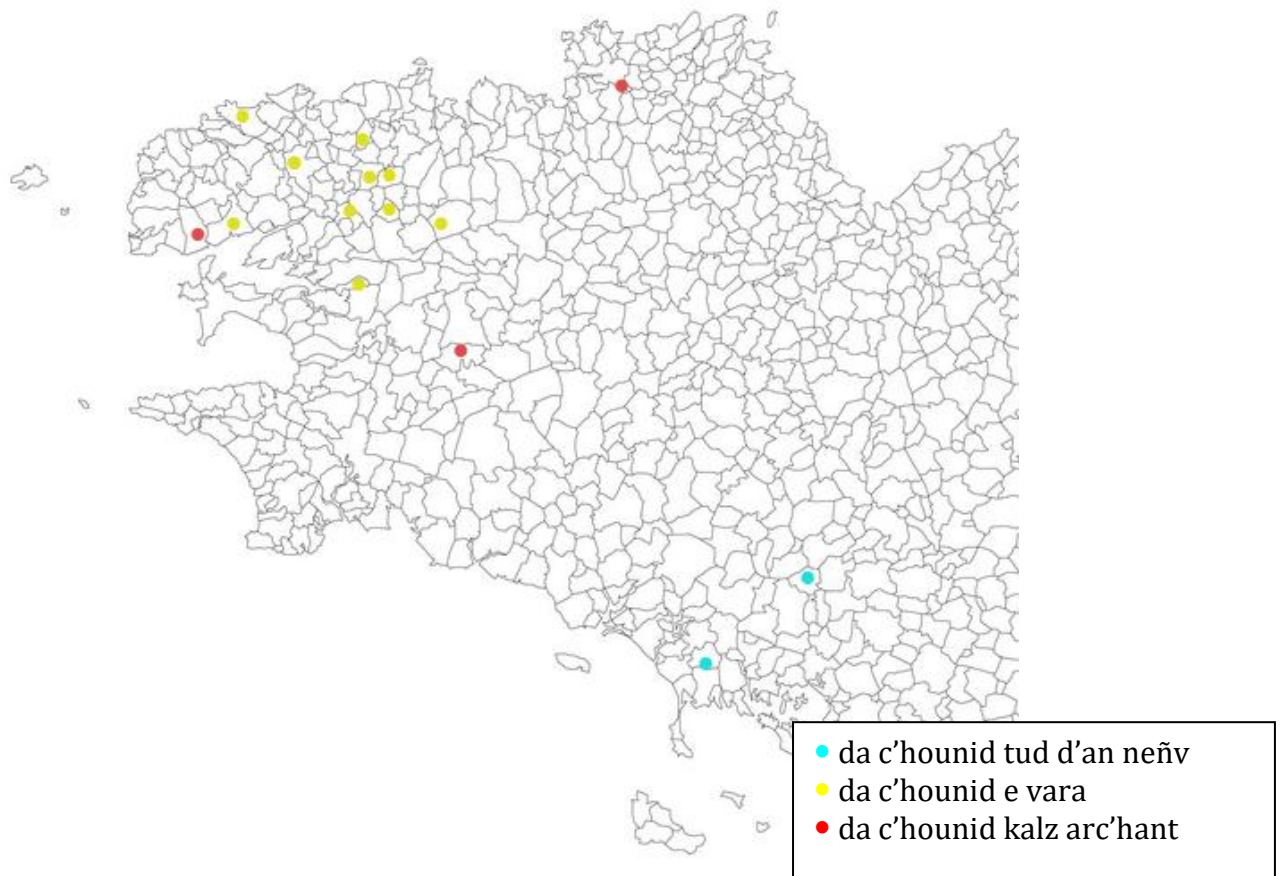 da c’hounid tud d’an neñv
da c’hounid e vara
da c’hounid kalz arc’hant